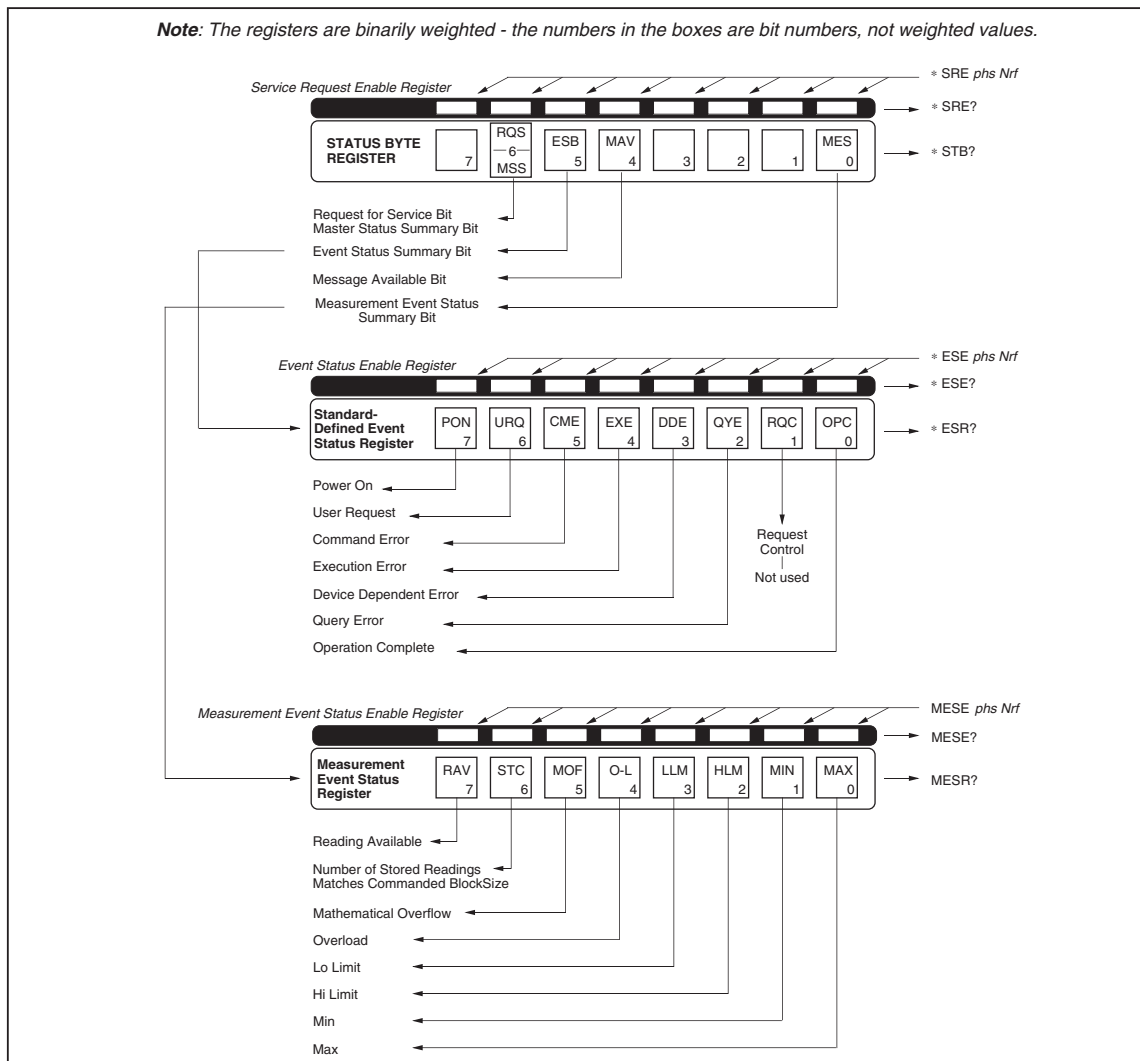 Note: The registers are binarily weighted - the numbers in the boxes are bit numbers, not weighted values.
Service Request Enable Register
∗ SRE phs Nrf
∗ SRE?
STATUS BYTE
REGISTER
7
RQS
6
MSS
ESB
5
MAV
4
3
2
1
MES
0
∗ STB?
Request for Service Bit
Master Status Summary Bit
Event Status Summary Bit
Message Available Bit
Measurement Event Status
Summary Bit
Event Status Enable Register
∗ ESE phs Nrf
∗ ESE?
Standard-
Defined Event
Status Register
PON
7
URQ
6
CME
5
EXE
4
DDE
3
QYE
2
RQC
1
OPC
0
∗ ESR?
Power On
User Request
Command Error
Execution Error
Device Dependent Error
Query Error
Operation Complete
Request
Control
Not used
Measurement Event Status Enable Register
MESE phs Nrf
MESE?
Measurement
Event Status
Register
RAV
7
STC
6
MOF
5
O-L
4
LLM
3
HLM
2
MIN
1
MAX
0
MESR?
Reading Available
Number of Stored Readings
Matches Commanded BlockSize
Mathematical Overflow
Overload
Lo Limit
Hi Limit
Min
Max